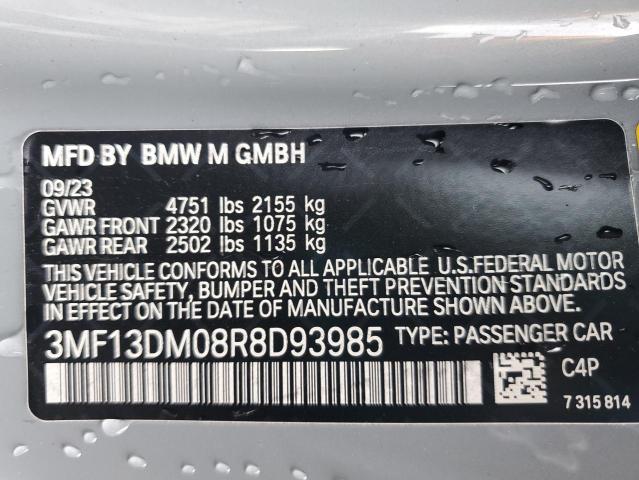 MFD BY BMW M GMBH
09/23
GVWR 4751 lbs 2155 kg
GAWR FRONT 2320 lbs 1075 kg
GAWR REAR 2502 lbs 1135 kg
THIS VEHICLE CONFORMS TO ALL APPLICABLE U.S.FEDERAL MOTOR
VEHICLE SAFETY, BUMPER AND THEFT PREVENTION STANDARDS
IN EFFECT ON THE DATE OF MANUFACTURE SHOWN ABOVE.
3MF13DM08R8D93985 TYPE: PASSENGER CAR
C4P
7 315 814